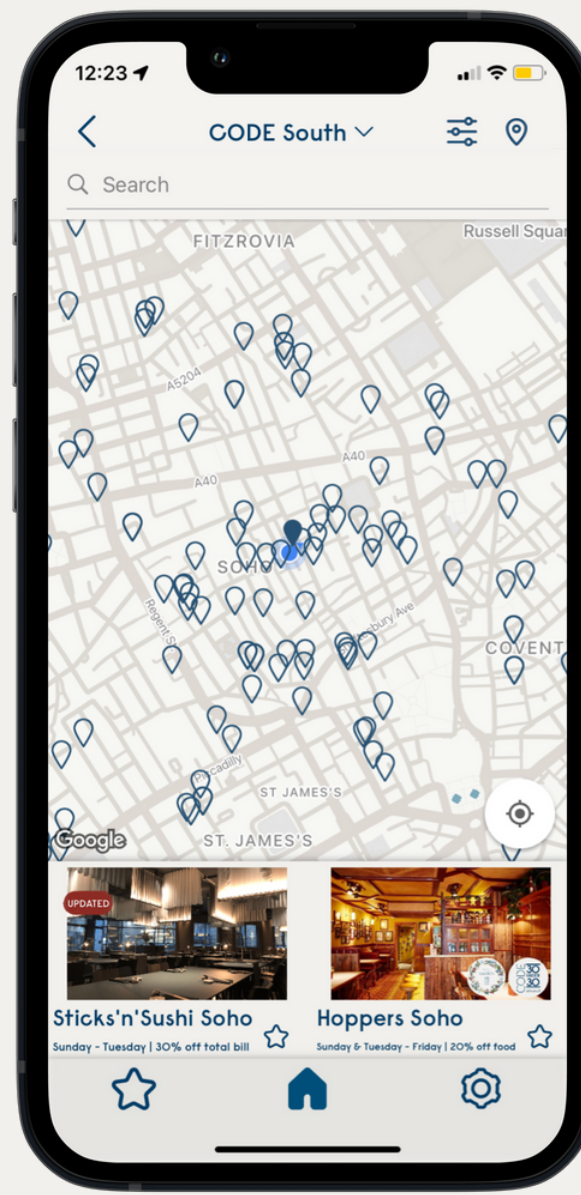 12:23
CODE South
Search
FITZROVIA
Russell Squar
A5204
A40
A40
SOHO
Regent St
Shaftesbury Ave
COVENT
Piccadilly
ST JAMES'S
Google
ST. JAMES'S
UPDATED
CODE
Sticks'n'Sushi Soho
Hoppers Soho
Sunday - Tuesday | 30% off total bill
Sunday & Tuesday - Friday | 20% off food